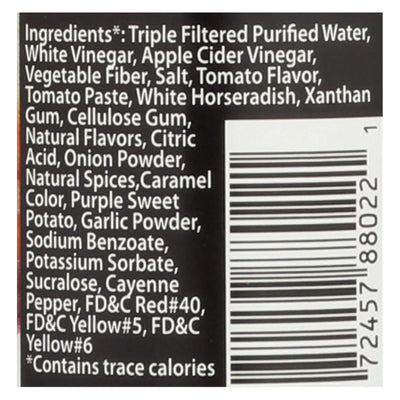 Ingredients*: Triple Filtered Purified Water,
White Vinegar, Apple Cider Vinegar,
Vegetable Fiber, Salt, Tomato Flavor,
Tomato Paste, White Horseradish, Xanthan
Gum, Cellulose Gum,
Natural Flavors, Citric
Acid, Onion Powder,
Natural Spices,Caramel
Color, Purple Sweet
Potato, Garlic Powder,
Sodium Benzoate,
Potassium Sorbate,
Sucralose, Cayenne
Pepper, FD&C Red#40,
FD&C Yellow#5, FD&C
Yellow#6
*Contains trace calories
72457 88022 1